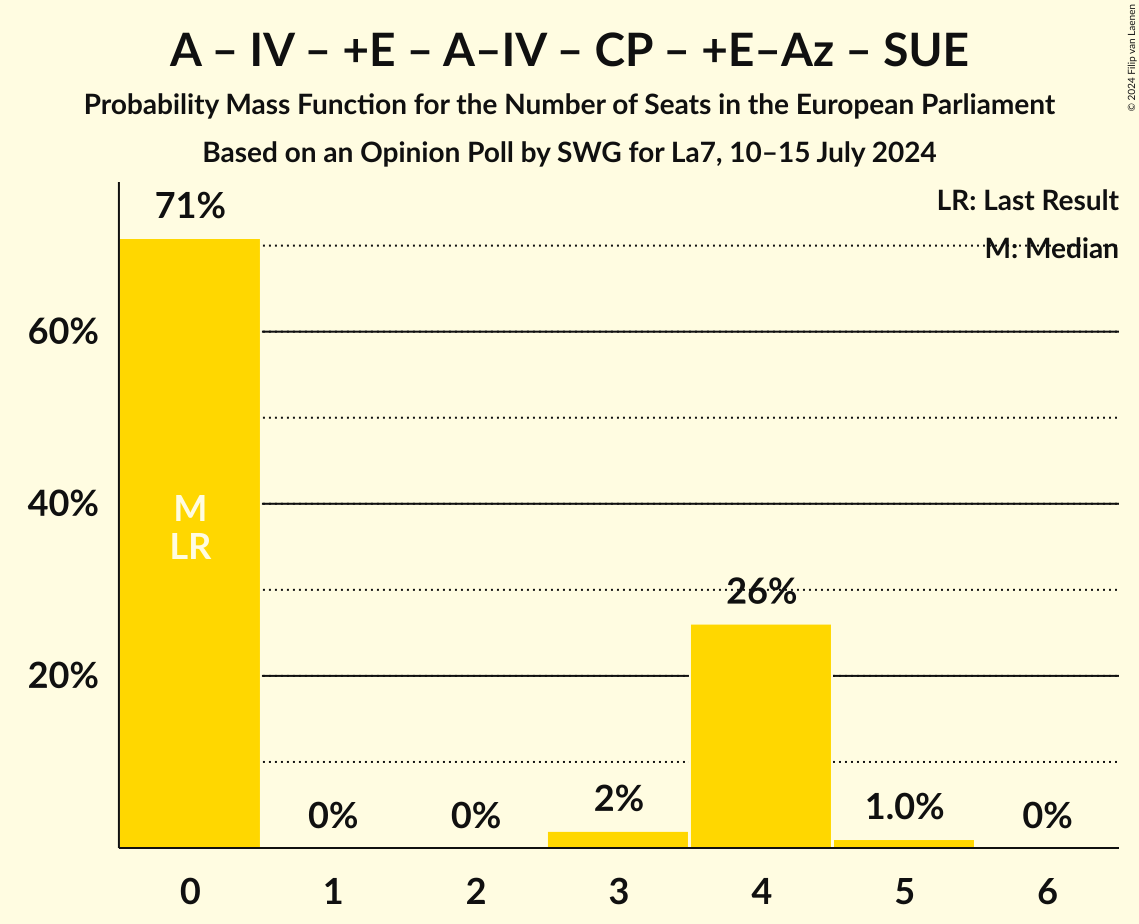 A – IV – +E – A–IV – CP – +E–Az – SUE
Probability Mass Function for the Number of Seats in the European Parliament
Based on an Opinion Poll by SWG for La7, 10–15 July 2024
© 2024 Filip van Laenen
LR: Last Result
M: Median
71%
60%
40%
20%
M
LR
0%
0%
2%
26%
1.0%
0%
0
1
2
3
4
5
6